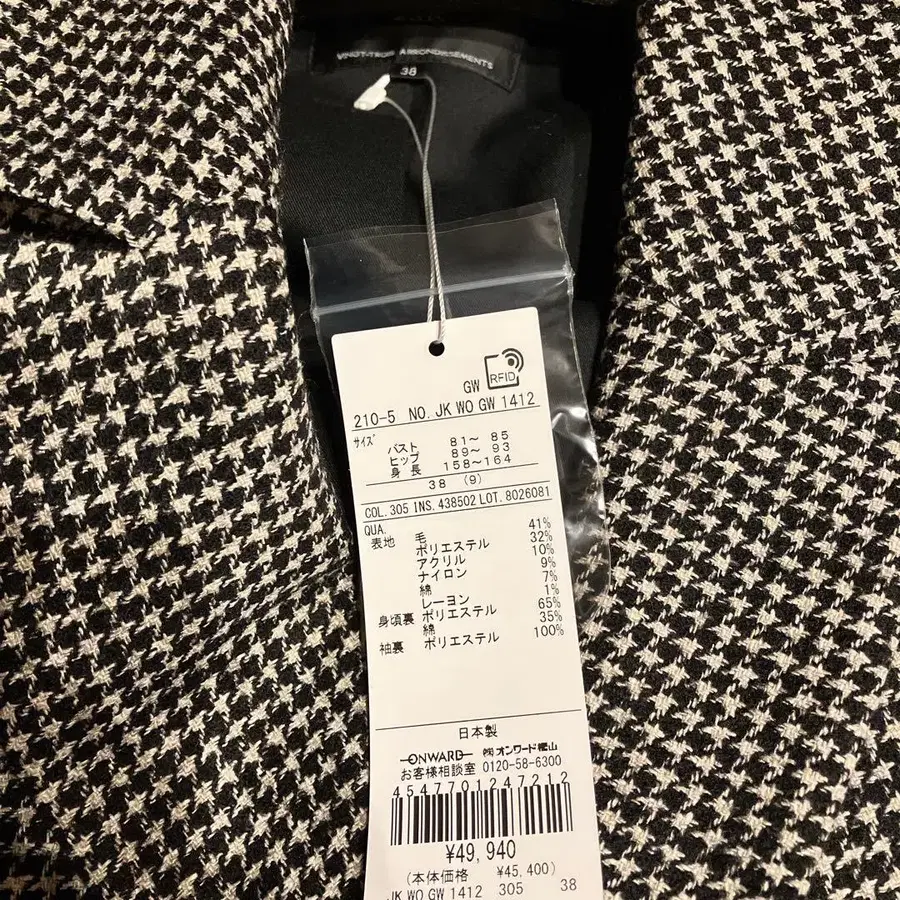 VINGT-TROIS ARRONDISSEMENTS
38
GW RFID
210-5 NO. JK WO GW 1412
サイズ
バスト 81～ 85
ヒップ 89～ 93
身長 158～164
38 (9)
COL.305 INS.438502 LOT.8026081
QUA.
表地 毛 41%
ポリエステル 32%
アクリル 10%
ナイロン 9%
綿 7%
レーヨン 1%
身頃裏 ポリエステル 65%
綿 35%
袖裏 ポリエステル 100%
日本製
ONWARD ㈱オンワード樫山
お客様相談室 0120-58-6300
4547701247212
¥49,940
(本体価格 ¥45,400)
JK WO GW 1412 305 38